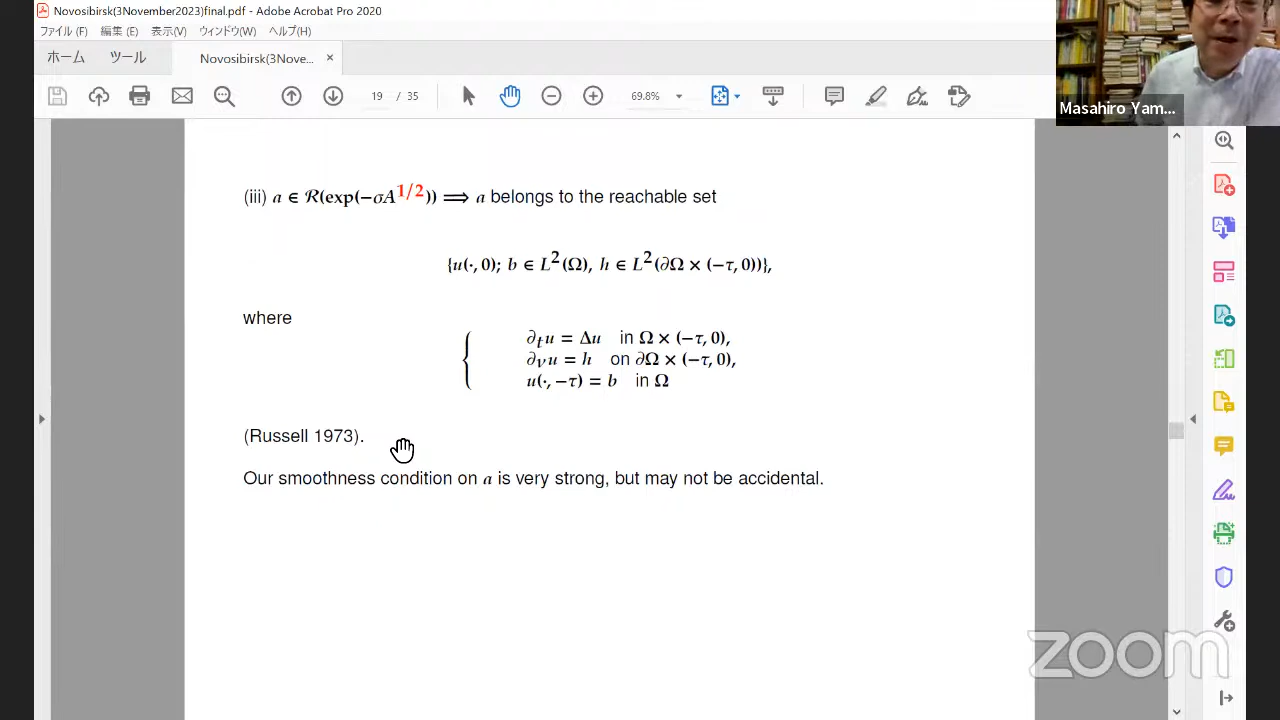 Novosibirsk(3November2023)final.pdf - Adobe Acrobat Pro 2020
ファイル(F) 編集(E) 表示(V) ウィンドウ(W) ヘルプ(H)
ホーム ツール Novosibirsk(3Nove... ×
19 / 35 69.8%
Masahiro Yam...
(iii) a ∈ R(exp(−σA^{1/2})) ⟹ a belongs to the reachable set
{u(·, 0); b ∈ L^2(Ω), h ∈ L^2(∂Ω × (−τ, 0))},
where
∂_t u = Δu in Ω × (−τ, 0),
∂_ν u = h on ∂Ω × (−τ, 0),
u(·, −τ) = b in Ω
(Russell 1973).
Our smoothness condition on a is very strong, but may not be accidental.
zoom